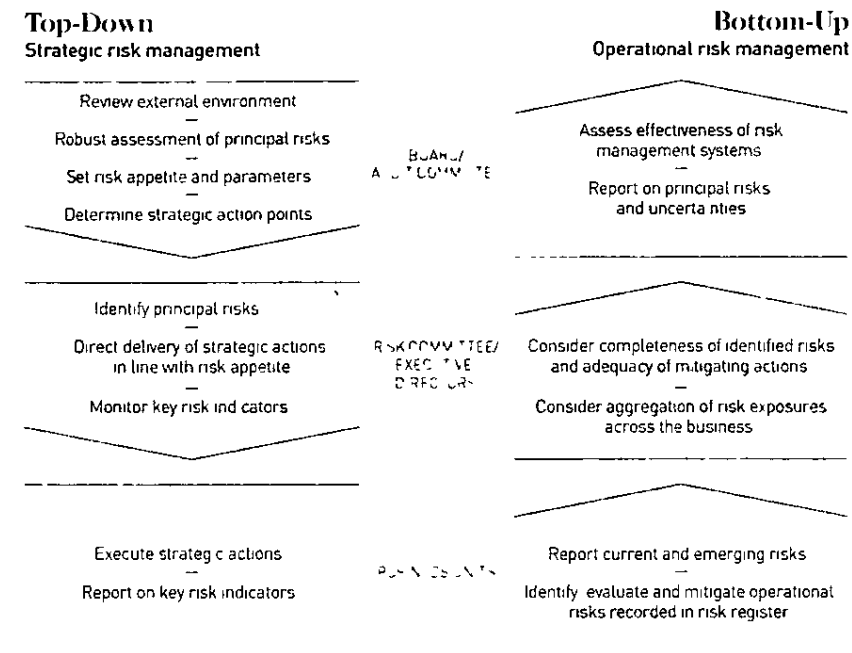 Top-Down
Strategic risk management
Bottom-Up
Operational risk management
Review external environment
Robust assessment of principal risks
Set risk appetite and parameters
Determine strategic action points
BOARD/
Assess effectiveness of risk
management systems
Report on principal risks
and uncertainties
Identify principal risks
Direct delivery of strategic actions
in line with risk appetite
Monitor key risk indicators
RISK COMMITTEE/
EXECUTIVE
DIRECTORS
Consider completeness of identified risks
and adequacy of mitigating actions
Consider aggregation of risk exposures
across the business
Execute strategic actions
Report on key risk indicators
Report current and emerging risks
Identify evaluate and mitigate operational
risks recorded in risk register